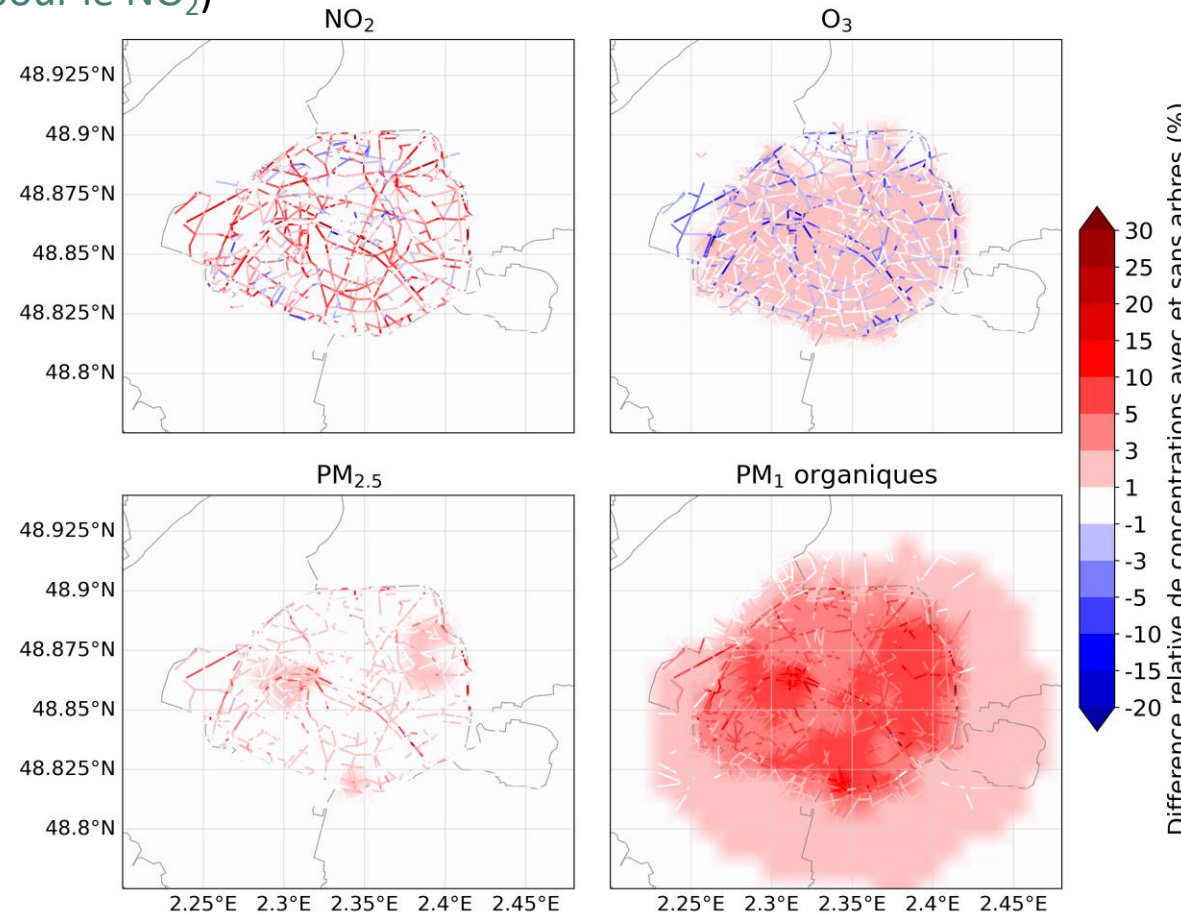 our le NO₂)
NO₂
O₃
48.925°N
48.9°N
48.875°N
48.85°N
48.825°N
48.8°N
30
25
20
15
10
5
3
1
-1
-3
-5
-10
-15
-20
Différence relative de concentrations avec et sans arbres (%)
PM₂.₅
PM₁ organiques
48.925°N
48.9°N
48.875°N
48.85°N
48.825°N
48.8°N
2.25°E 2.3°E 2.35°E 2.4°E 2.45°E
2.25°E 2.3°E 2.35°E 2.4°E 2.45°E